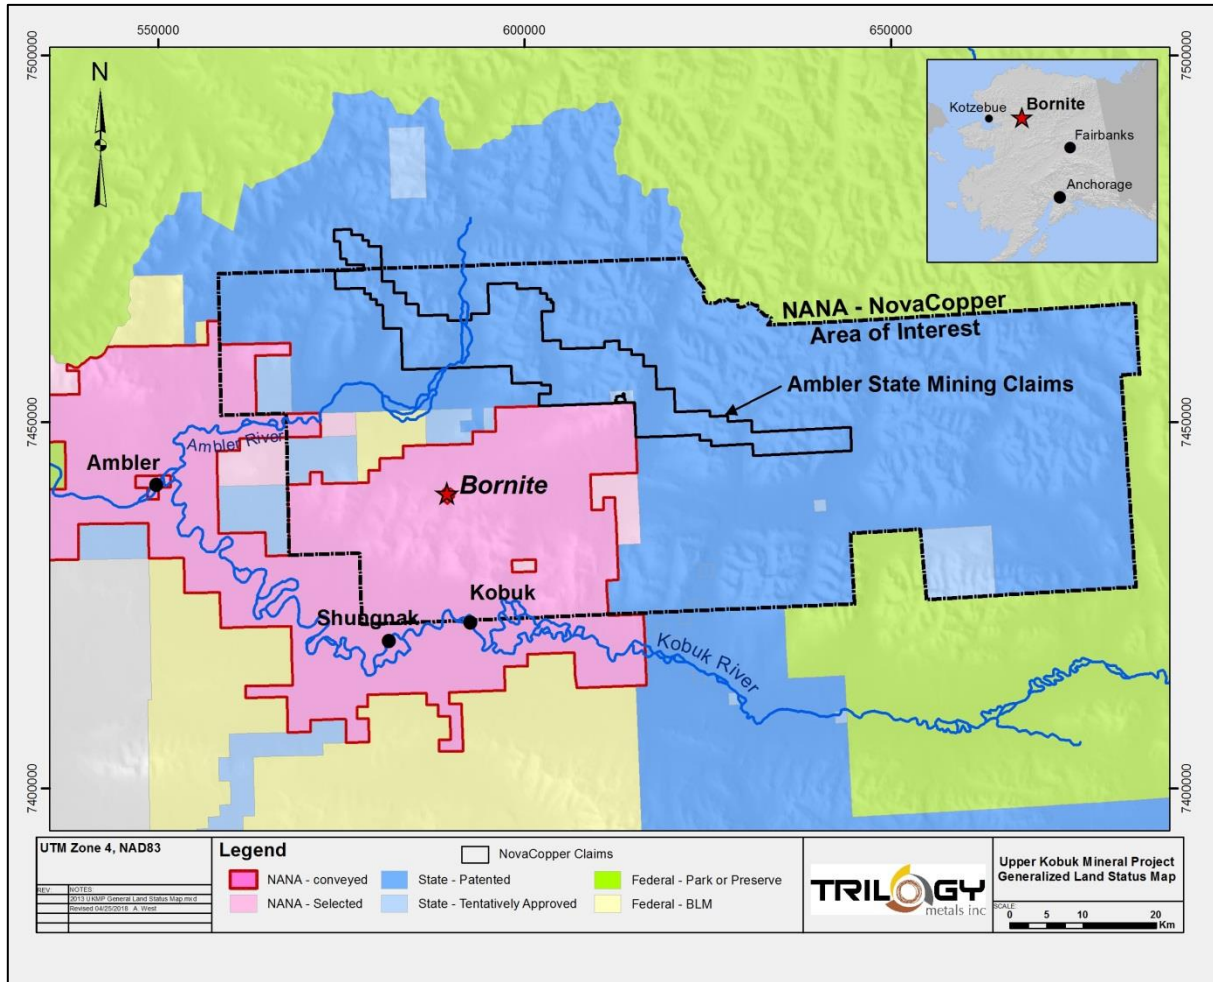 550000
600000
650000
7500000
7500000
N
Kotzebue
Bornite
Fairbanks
Anchorage
NANA - NovaCopper
Area of Interest
Ambler State Mining Claims
7450000
7450000
Ambler River
Ambler
Bornite
Kobuk
Shungnak
Kobuk River
7400000
7400000
UTM Zone 4, NAD83
REV:
NOTES:
2013 UKMP General Land Status Map.mxd
Revised 04/25/2016 A. West
Legend
NovaCopper Claims
NANA - conveyed
State - Patented
Federal - Park or Preserve
NANA - Selected
State - Tentatively Approved
Federal - BLM
TRILOGY
metals inc
Upper Kobuk Mineral Project
Generalized Land Status Map
SCALE:
0 5 10 20
Km